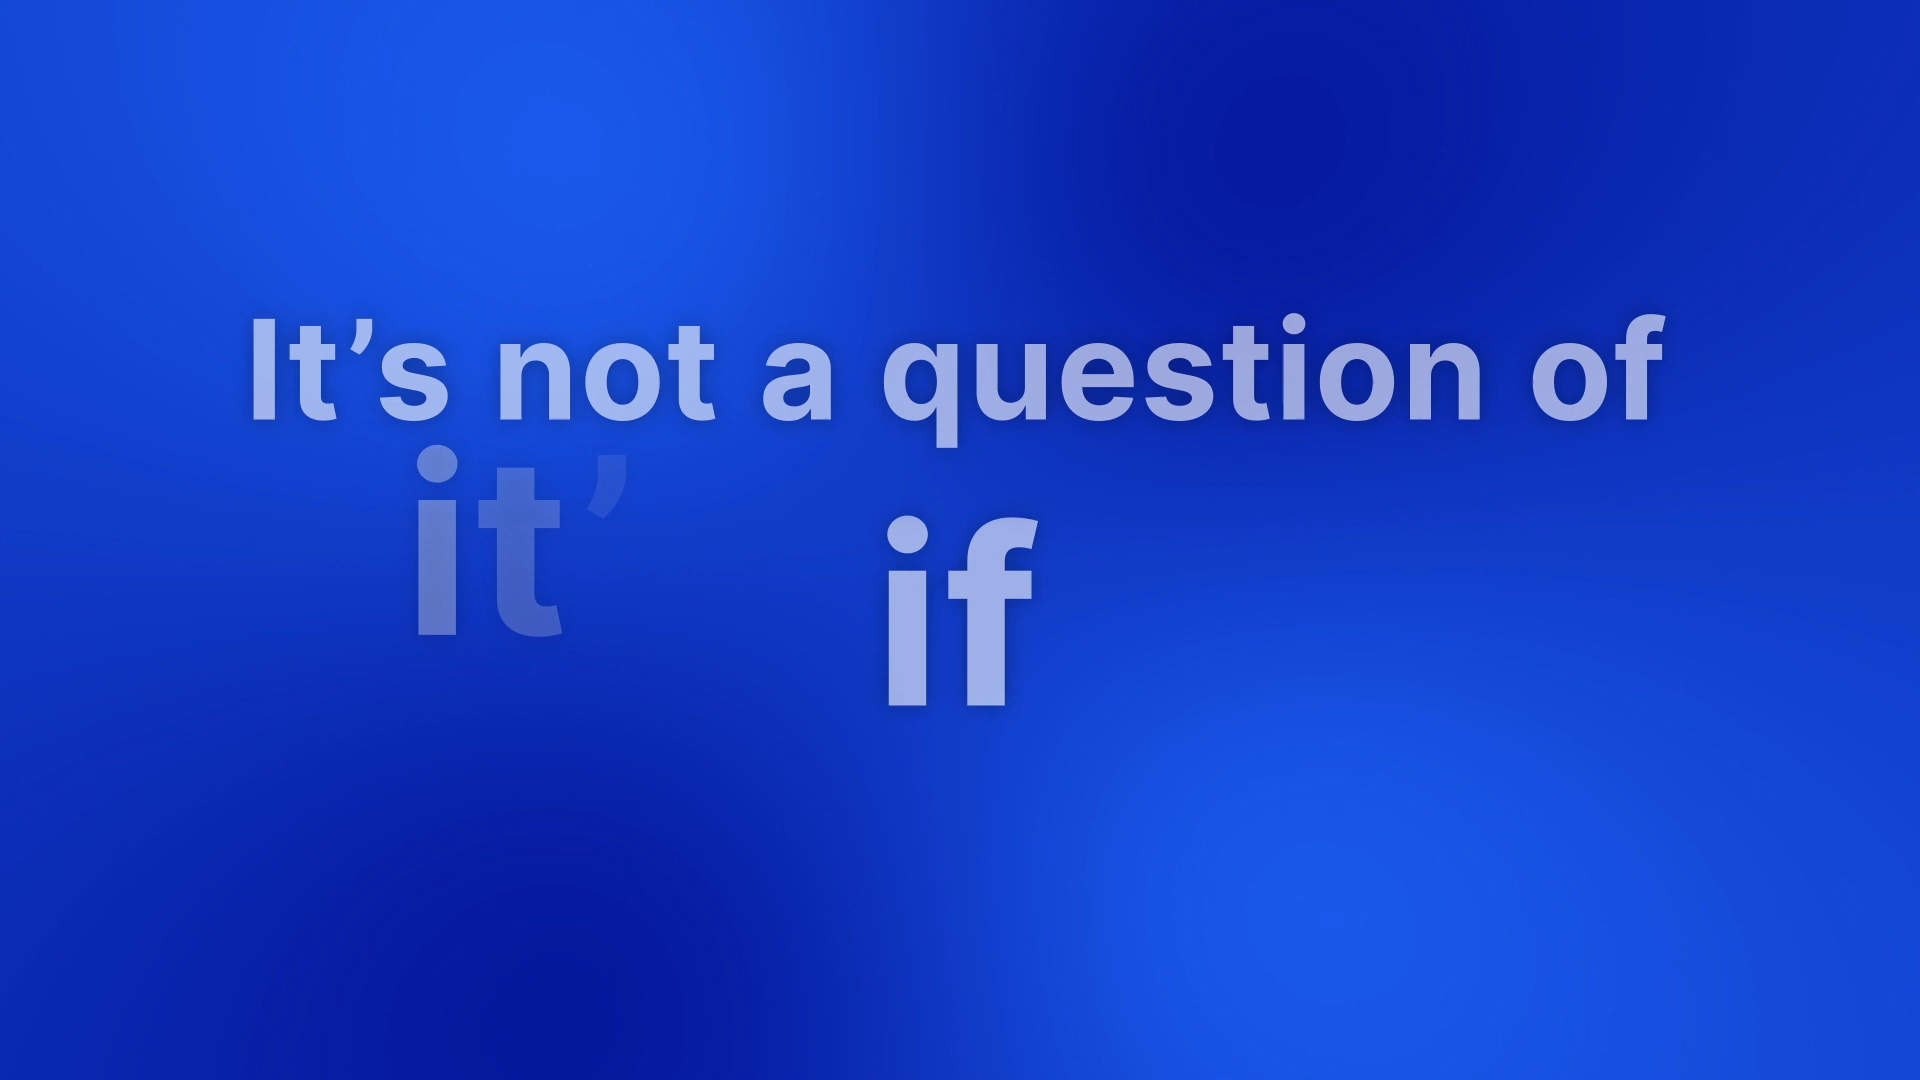 It’s not a question of
if
it’